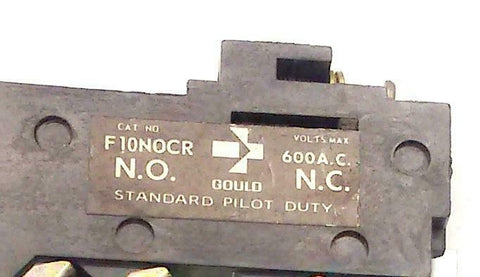 CAT NO VOLTS MAX
F10NOCR 600A.C.
N.O. GOULD N.C.
STANDARD PILOT DUTY